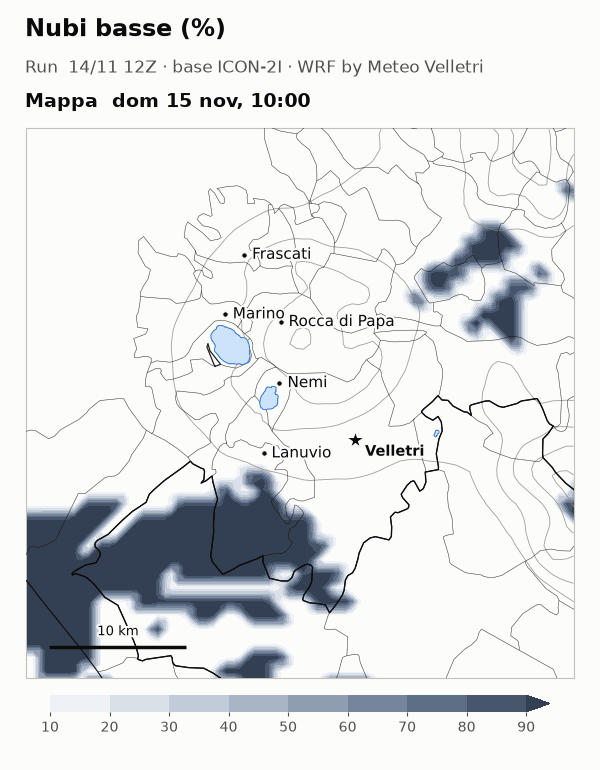 Nubi basse (%)
Run  14/11 12Z · base ICON-2I · WRF by Meteo Velletri
Mappa  dom 15 nov, 10:00
Frascati
Marino
Rocca di Papa
Nemi
Velletri
Lanuvio
10 km
10 20 30 40 50 60 70 80 90